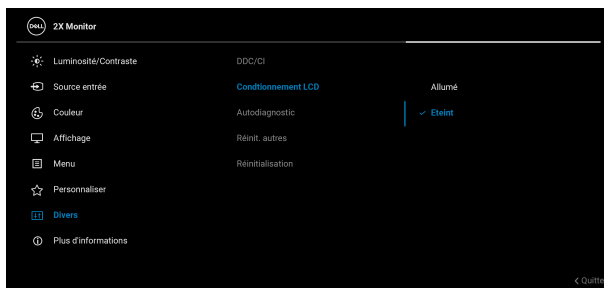 DELL
2X Monitor
Luminosité/Contraste
DDC/CI
Source entrée
Condtionnement LCD
Allumé
Couleur
Autodiagnostic
Eteint
Affichage
Réinit. autres
Menu
Réinitialisation
Personnaliser
Divers
Plus d'informations
Quitte